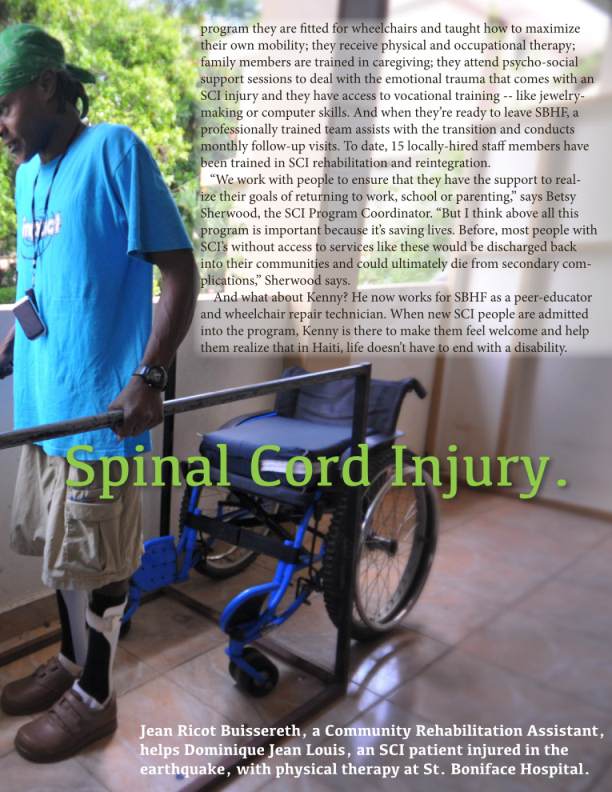 program they are fitted for wheelchairs and taught how to maximize
their own mobility; they receive physical and occupational therapy;
family members are trained in caregiving; they attend psycho-social
support sessions to deal with the emotional trauma that comes with an
SCI injury and they have access to vocational training -- like jewelry-
making or computer skills. And when they're ready to leave SBHF, a
professionally trained team assists with the transition and conducts
monthly follow-up visits. To date, 15 locally-hired staff members have
been trained in SCI rehabilitation and reintegration.
“We work with people to ensure that they have the support to real-
ize their goals of returning to work, school or parenting,” says Betsy
Sherwood, the SCI Program Coordinator. “But I think above all this
program is important because it's saving lives. Before, most people with
SCI's without access to services like these would be discharged back
into their communities and could ultimately die from secondary com-
plications,” Sherwood says.
And what about Kenny? He now works for SBHF as a peer-educator
and wheelchair repair technician. When new SCI people are admitted
into the program, Kenny is there to make them feel welcome and help
them realize that in Haiti, life doesn't have to end with a disability.
Spinal Cord Injury.
Jean Ricot Buissereth, a Community Rehabilitation Assistant,
helps Dominique Jean Louis, an SCI patient injured in the
earthquake, with physical therapy at St. Boniface Hospital.